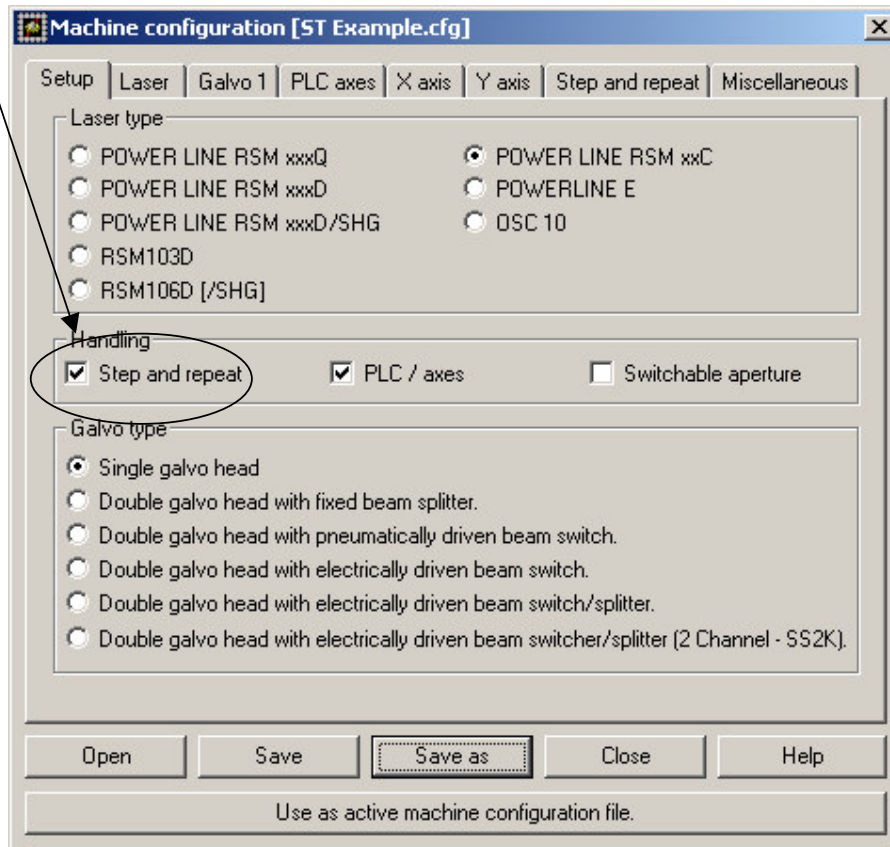 Machine configuration [ST Example.cfg]
Setup Laser Galvo 1 PLC axes X axis Y axis Step and repeat Miscellaneous
Laser type
POWER LINE RSM xxxQ POWER LINE RSM xxC
POWER LINE RSM xxxD POWERLINE E
POWER LINE RSM xxxD/SHG OSC 10
RSM103D
RSM106D [/SHG]
Handling
Step and repeat PLC / axes Switchable aperture
Galvo type
Single galvo head
Double galvo head with fixed beam splitter.
Double galvo head with pneumatically driven beam switch.
Double galvo head with electrically driven beam switch.
Double galvo head with electrically driven beam switch/splitter.
Double galvo head with electrically driven beam switcher/splitter (2 Channel - SS2K).
Open Save Save as Close Help
Use as active machine configuration file.